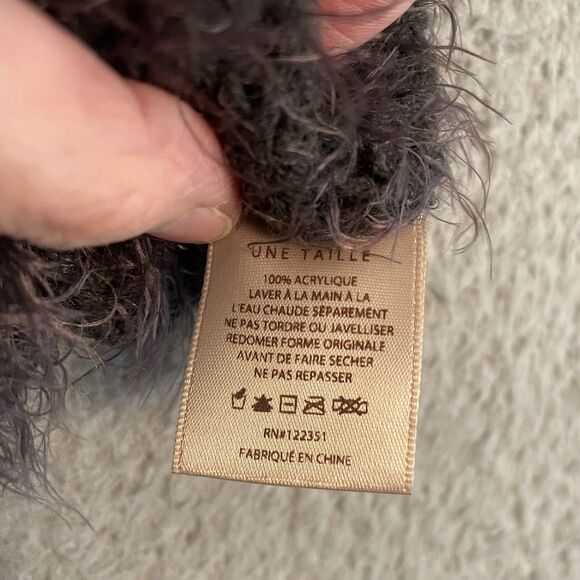 UNE TAILLE
100% ACRYLIQUE
LAVER À LA MAIN À LA
L'EAU CHAUDE SÉPARÉMENT
NE PAS TORDRE OU JAVELLISER
REDOMER FORME ORIGINALE
AVANT DE FAIRE SECHER
NE PAS REPASSER
RN#122351
FABRIQUÉ EN CHINE